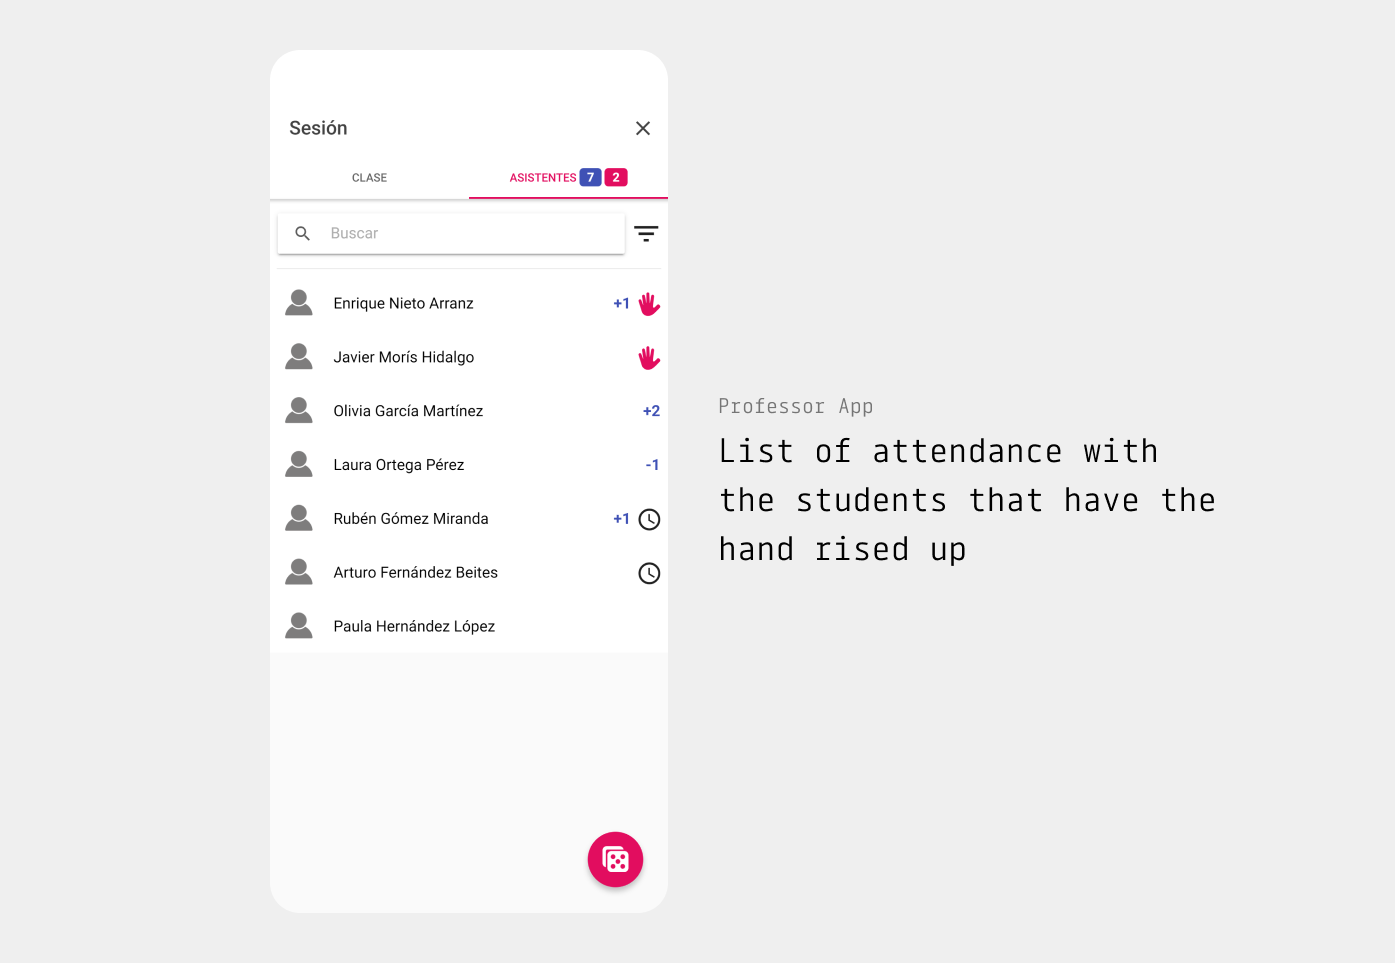 Sesión
CLASE
ASISTENTES 7 2
Buscar
Enrique Nieto Arranz +1
Javier Morís Hidalgo
Olivia García Martínez +2
Laura Ortega Pérez -1
Rubén Gómez Miranda +1
Arturo Fernández Beites
Paula Hernández López
Professor App
List of attendance with
the students that have the
hand rised up